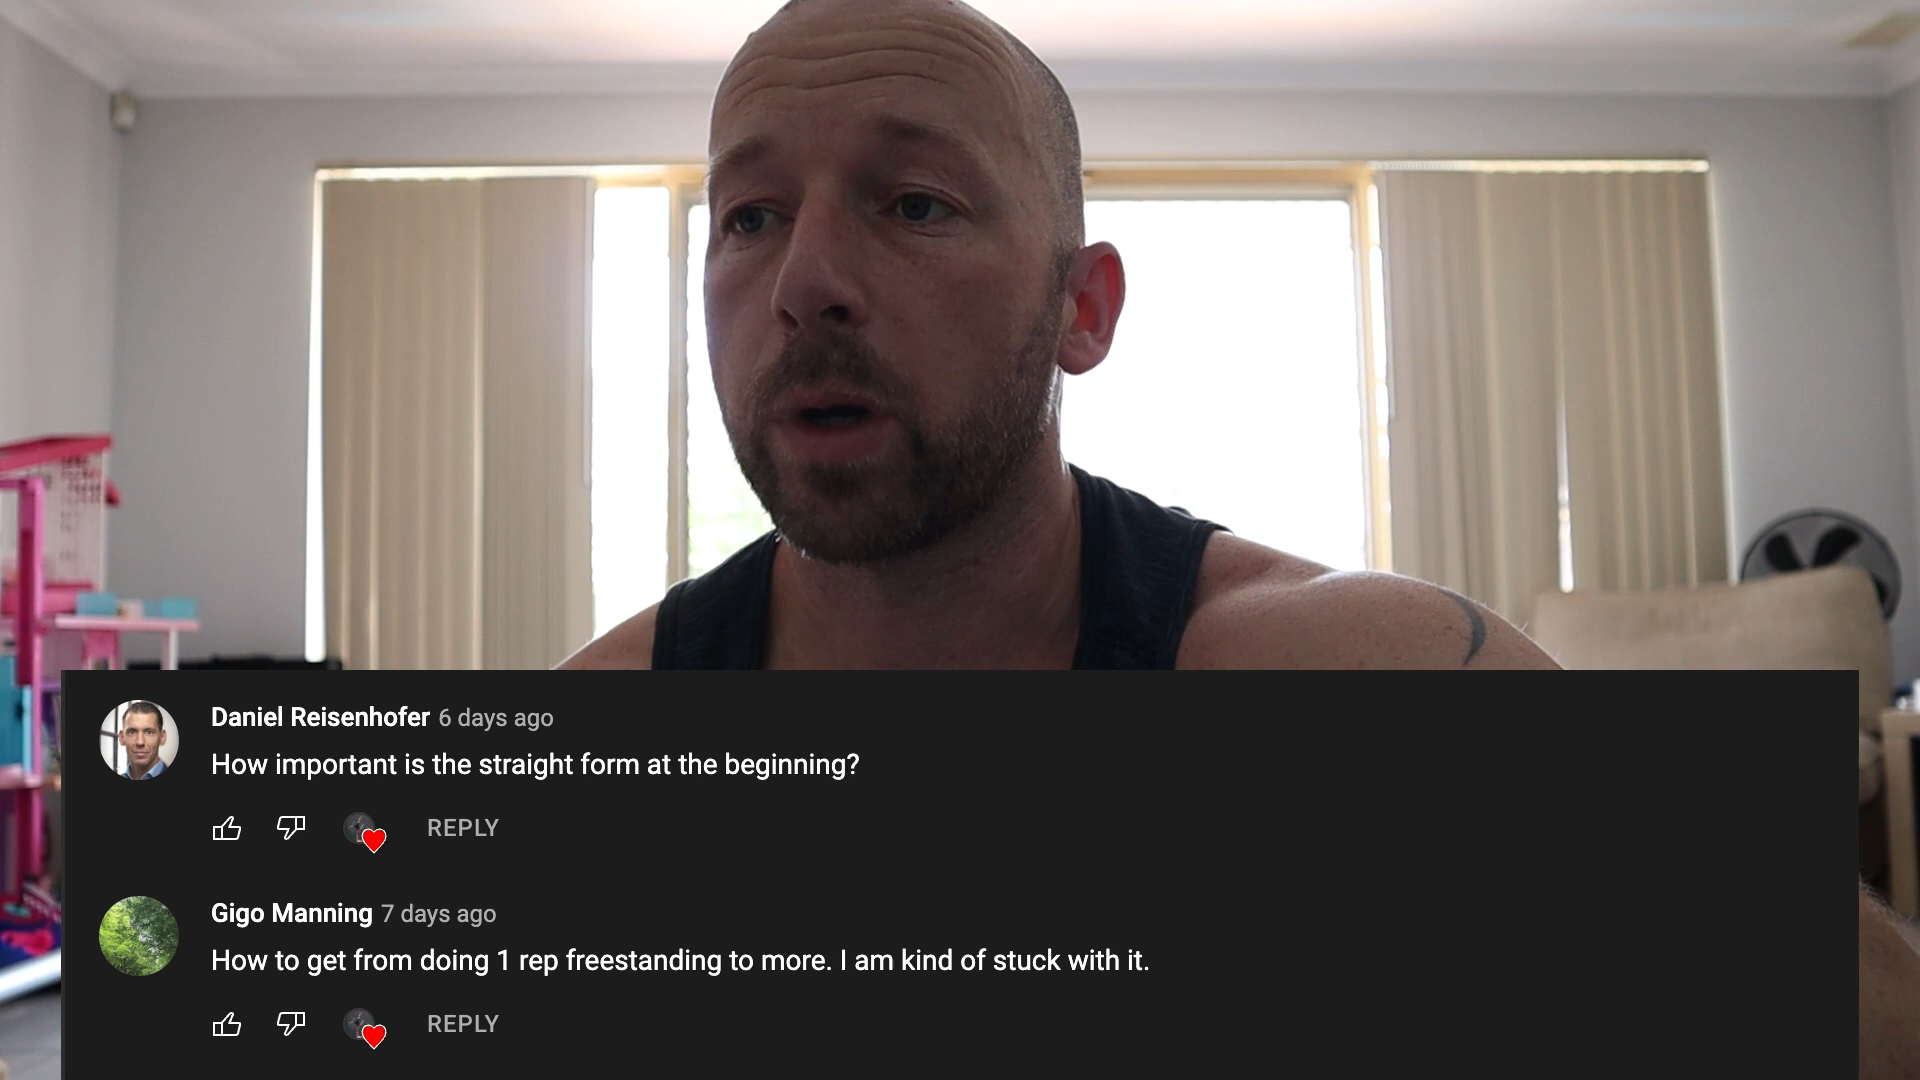 Daniel Reisenhofer 6 days ago
How important is the straight form at the beginning?
REPLY
Gigo Manning 7 days ago
How to get from doing 1 rep freestanding to more. I am kind of stuck with it.
REPLY